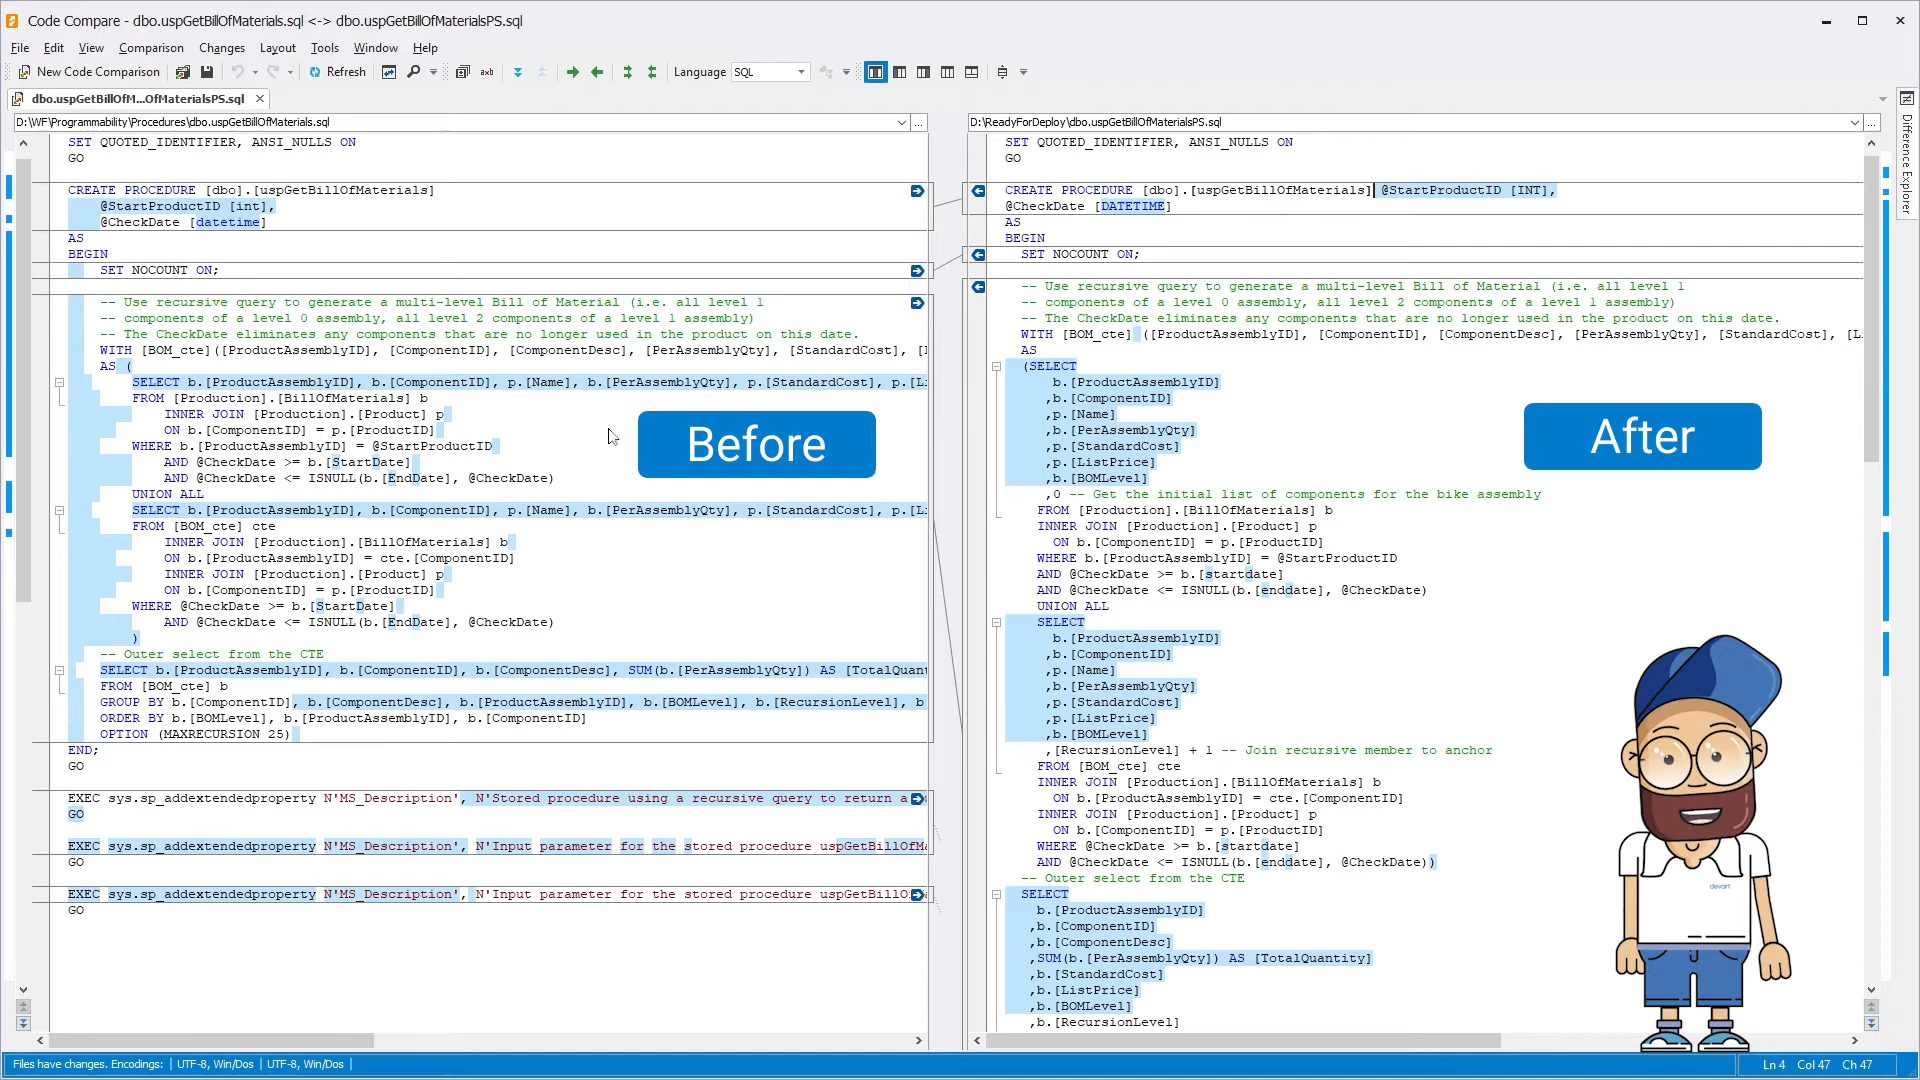 Code Compare - dbo.uspGetBillOfMaterials.sql <-> dbo.uspGetBillOfMaterialsPS.sql
File Edit View Comparison Changes Layout Tools Window Help
New Code Comparison Refresh Language SQL
dbo.uspGetBillOfM...OfMaterialsPS.sql
D:\WF\Programmability\Procedures\dbo.uspGetBillOfMaterials.sql
SET QUOTED_IDENTIFIER, ANSI_NULLS ON
GO
CREATE PROCEDURE [dbo].[uspGetBillOfMaterials]
@StartProductID [int],
@CheckDate [datetime]
AS
BEGIN
SET NOCOUNT ON;
-- Use recursive query to generate a multi-level Bill of Material (i.e. all level 1
-- components of a level 0 assembly, all level 2 components of a level 1 assembly)
-- The CheckDate eliminates any components that are no longer used in the product on this date.
WITH [BOM_cte]([ProductAssemblyID], [ComponentID], [ComponentDesc], [PerAssemblyQty], [StandardCost], [
AS (
SELECT b.[ProductAssemblyID], b.[ComponentID], p.[Name], b.[PerAssemblyQty], p.[StandardCost], p.[Li
FROM [Production].[BillOfMaterials] b
INNER JOIN [Production].[Product] p
ON b.[ComponentID] = p.[ProductID]
WHERE b.[ProductAssemblyID] = @StartProductID
AND @CheckDate >= b.[StartDate]
AND @CheckDate <= ISNULL(b.[EndDate], @CheckDate)
UNION ALL
SELECT b.[ProductAssemblyID], b.[ComponentID], p.[Name], b.[PerAssemblyQty], p.[StandardCost], p.[Li
FROM [BOM_cte] cte
INNER JOIN [Production].[BillOfMaterials] b
ON b.[ProductAssemblyID] = cte.[ComponentID]
INNER JOIN [Production].[Product] p
ON b.[ComponentID] = p.[ProductID]
WHERE @CheckDate >= b.[StartDate]
AND @CheckDate <= ISNULL(b.[EndDate], @CheckDate)
)
-- Outer select from the CTE
SELECT b.[ProductAssemblyID], b.[ComponentID], b.[ComponentDesc], SUM(b.[PerAssemblyQty]) AS [TotalQuant
FROM [BOM_cte] b
GROUP BY b.[ComponentID], b.[ComponentDesc], b.[ProductAssemblyID], b.[BOMLevel], b.[RecursionLevel], b
ORDER BY b.[BOMLevel], b.[ProductAssemblyID], b.[ComponentID]
OPTION (MAXRECURSION 25)
END;
GO
EXEC sys.sp_addextendedproperty N'MS_Description', N'Stored procedure using a recursive query to return a
GO
EXEC sys.sp_addextendedproperty N'MS_Description', N'Input parameter for the stored procedure uspGetBillOfMa
GO
EXEC sys.sp_addextendedproperty N'MS_Description', N'Input parameter for the stored procedure uspGetBillO
GO
Before
D:\ReadyForDeploy\dbo.uspGetBillOfMaterialsPS.sql
SET QUOTED_IDENTIFIER, ANSI_NULLS ON
GO
CREATE PROCEDURE [dbo].[uspGetBillOfMaterials] @StartProductID [INT],
@CheckDate [DATETIME]
AS
BEGIN
SET NOCOUNT ON;
-- Use recursive query to generate a multi-level Bill of Material (i.e. all level 1
-- components of a level 0 assembly, all level 2 components of a level 1 assembly)
-- The CheckDate eliminates any components that are no longer used in the product on this date.
WITH [BOM_cte] ([ProductAssemblyID], [ComponentID], [ComponentDesc], [PerAssemblyQty], [StandardCost], [L
AS
(SELECT
b.[ProductAssemblyID]
,b.[ComponentID]
,p.[Name]
,b.[PerAssemblyQty]
,p.[StandardCost]
,p.[ListPrice]
,b.[BOMLevel]
,0 -- Get the initial list of components for the bike assembly
FROM [Production].[BillOfMaterials] b
INNER JOIN [Production].[Product] p
ON b.[ComponentID] = p.[ProductID]
WHERE b.[ProductAssemblyID] = @StartProductID
AND @CheckDate >= b.[startdate]
AND @CheckDate <= ISNULL(b.[enddate], @CheckDate)
UNION ALL
SELECT
b.[ProductAssemblyID]
,b.[ComponentID]
,p.[Name]
,b.[PerAssemblyQty]
,p.[StandardCost]
,p.[ListPrice]
,b.[BOMLevel]
,[RecursionLevel] + 1 -- Join recursive member to anchor
FROM [BOM_cte] cte
INNER JOIN [Production].[BillOfMaterials] b
ON b.[ProductAssemblyID] = cte.[ComponentID]
INNER JOIN [Production].[Product] p
ON b.[ComponentID] = p.[ProductID]
WHERE @CheckDate >= b.[startdate]
AND @CheckDate <= ISNULL(b.[enddate], @CheckDate))
-- Outer select from the CTE
SELECT
b.[ProductAssemblyID]
,b.[ComponentID]
,b.[ComponentDesc]
,SUM(b.[PerAssemblyQty]) AS [TotalQuantity]
,b.[StandardCost]
,b.[ListPrice]
,b.[BOMLevel]
,b.[RecursionLevel]
After
devart
Difference Explorer
Files have changes. Encodings: | UTF-8, Win/Dos | UTF-8, Win/Dos |
Ln 4 Col 47 Ch 47